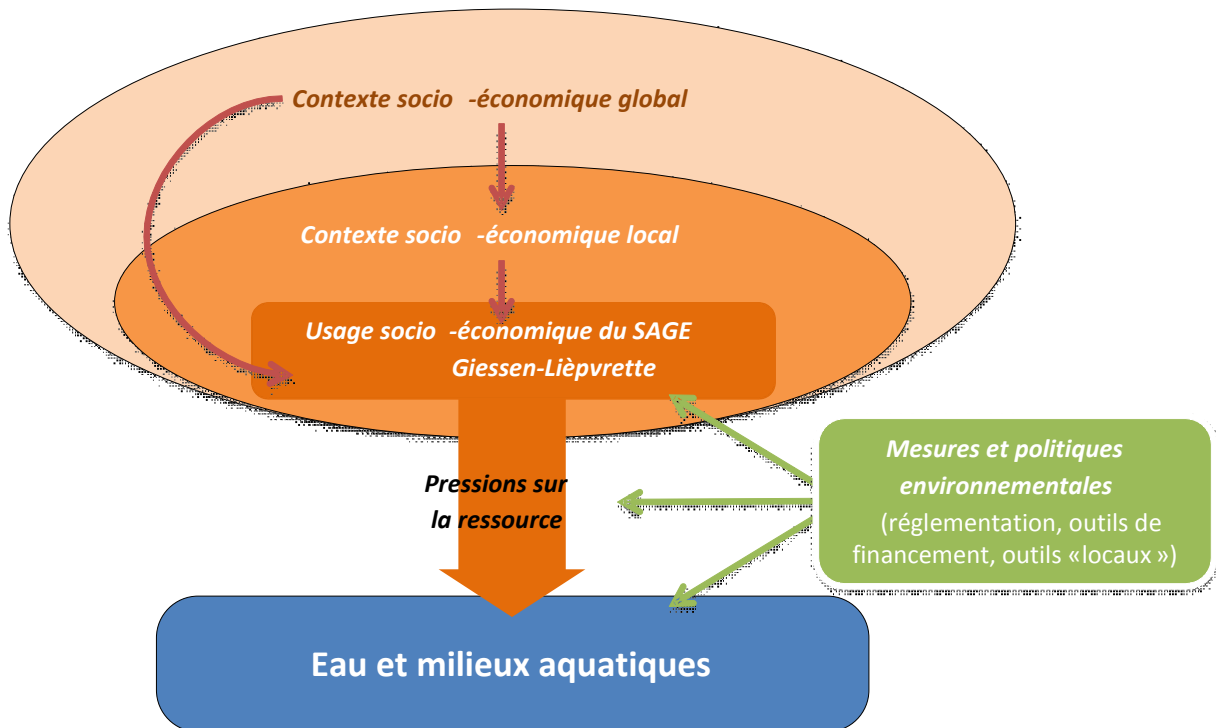 Contexte socio -économique global
Contexte socio -économique local
Usage socio -économique du SAGE
Giessen-Lièpvrette
Pressions sur
la ressource
Mesures et politiques
environnementales
(réglementation, outils de
financement, outils «locaux »)
Eau et milieux aquatiques